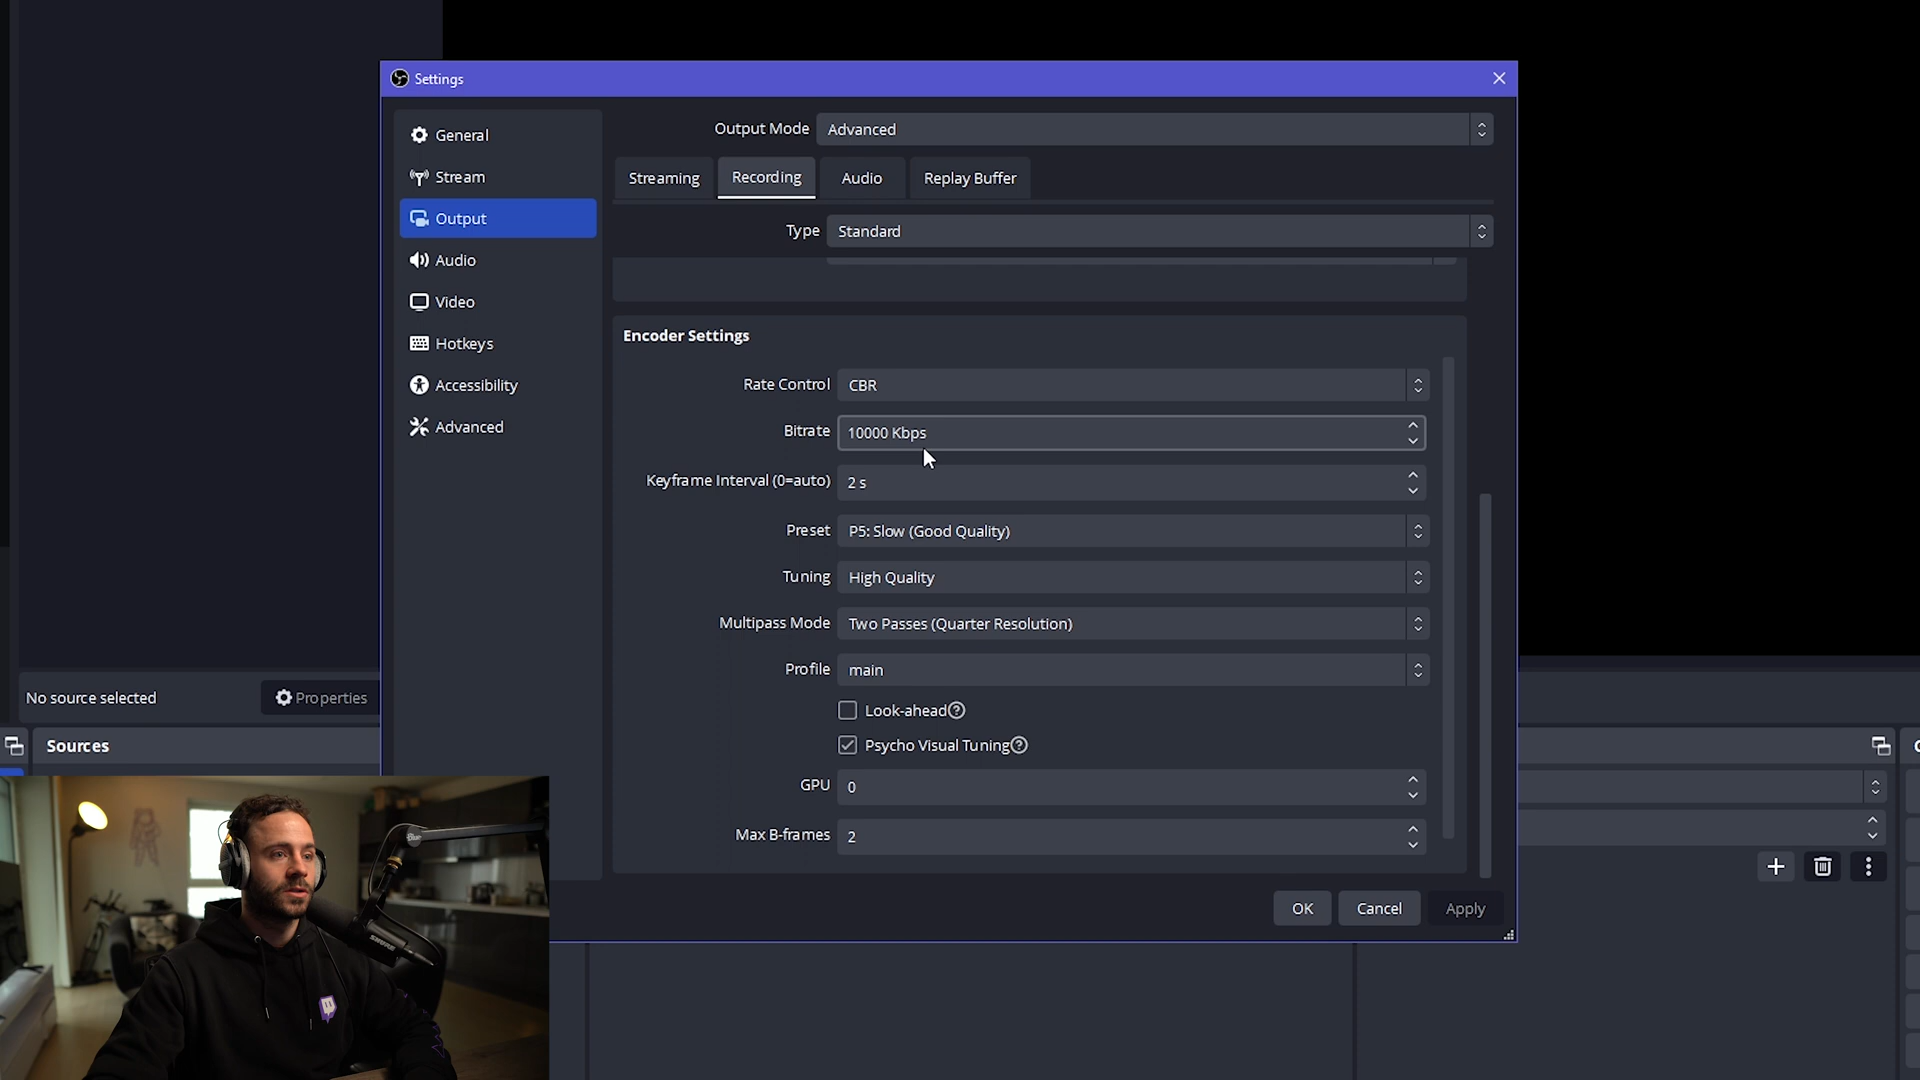 Settings
General
Stream
Output
Audio
Video
Hotkeys
Accessibility
Advanced
Output Mode Advanced
Streaming Recording Audio Replay Buffer
Type Standard
Encoder Settings
Rate Control CBR
Bitrate 10000 Kbps
Keyframe Interval (0=auto) 2 s
Preset P5: Slow (Good Quality)
Tuning High Quality
Multipass Mode Two Passes (Quarter Resolution)
Profile main
Look-ahead
Psycho Visual Tuning
GPU 0
Max B-frames 2
OK Cancel Apply
No source selected Properties
Sources
SHURE